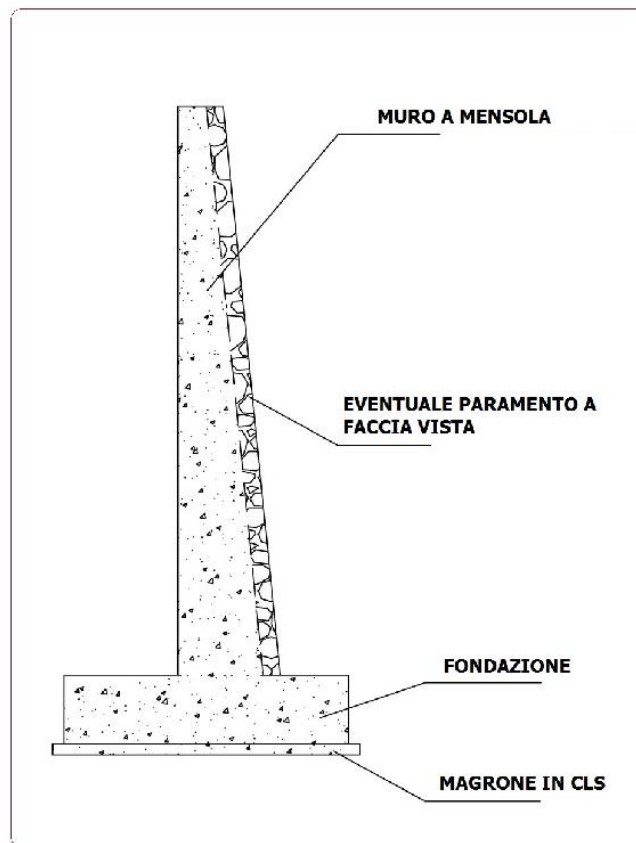 MURO A MENSOLA
EVENTUALE PARAMENTO A
FACCIA VISTA
FONDAZIONE
MAGRONE IN CLS